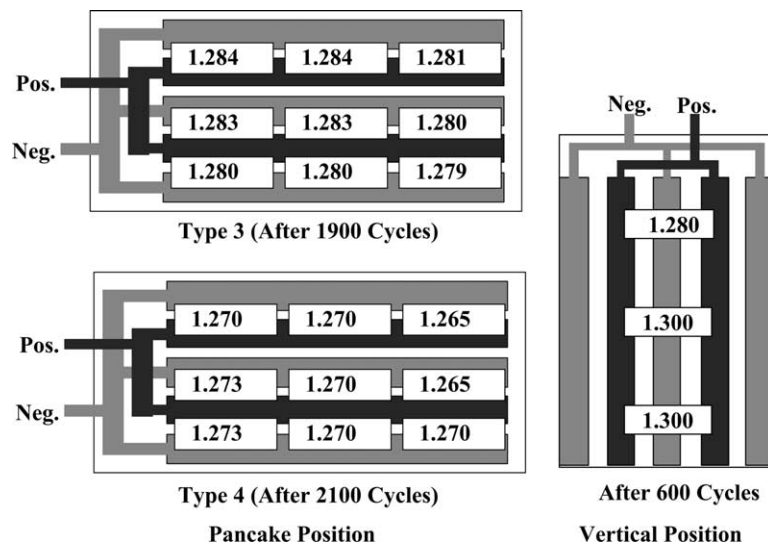 1.284 1.284 1.281
Pos.
1.283 1.283 1.280
Neg.
1.280 1.280 1.279
Type 3 (After 1900 Cycles)
1.270 1.270 1.265
Pos.
1.273 1.270 1.265
Neg.
1.273 1.270 1.270
Type 4 (After 2100 Cycles)
Pancake Position
Neg. Pos.
1.280
1.300
1.300
After 600 Cycles
Vertical Position